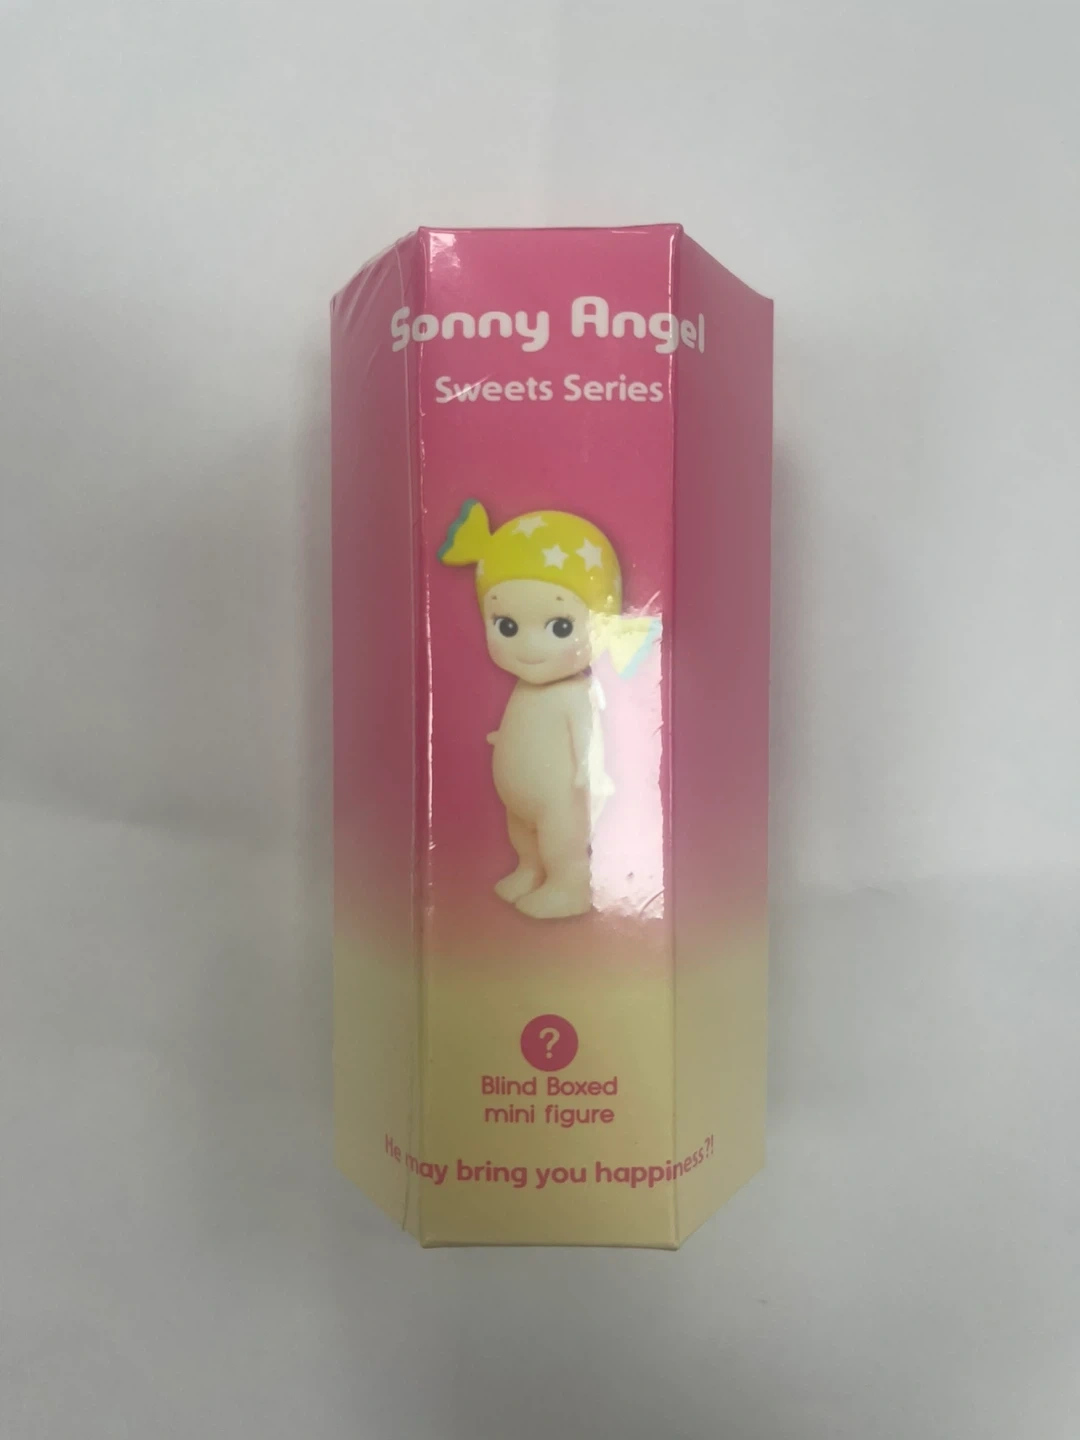 Sonny Angel
Sweets Series
?
Blind Boxed
mini figure
He may bring you happiness?!